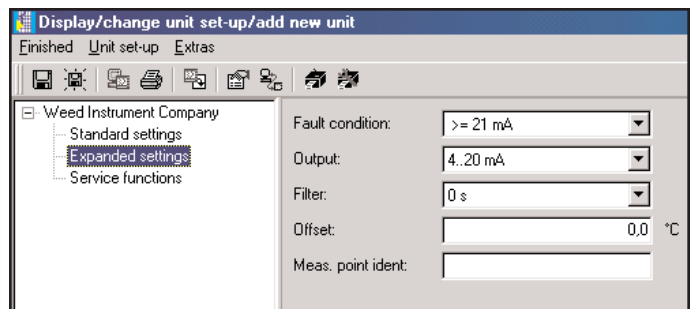 Display/change unit set-up/add new unit
Finished Unit set-up Extras
Weed Instrument Company
Standard settings
Expanded settings
Service functions
Fault condition: >= 21 mA
Output: 4..20 mA
Filter: 0 s
Offset: 0,0 °C
Meas. point ident: